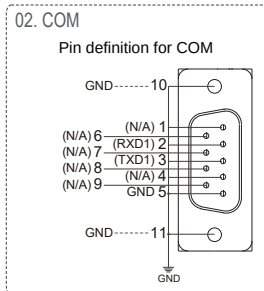 02. COM
Pin definition for COM
GND------ 10
(N/A) 1
(N/A) 6
(RXD1) 2
(N/A) 7
(TXD1) 3
(N/A) 8
(N/A) 4
(N/A) 9
GND 5
GND------ 11
GND